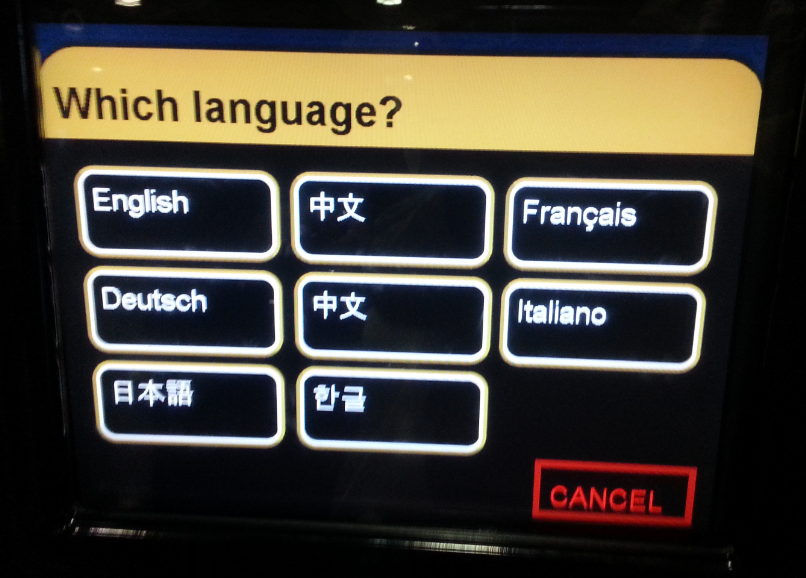 Which language?
English
中文
Français
Deutsch
中文
Italiano
日本語
한글
CANCEL